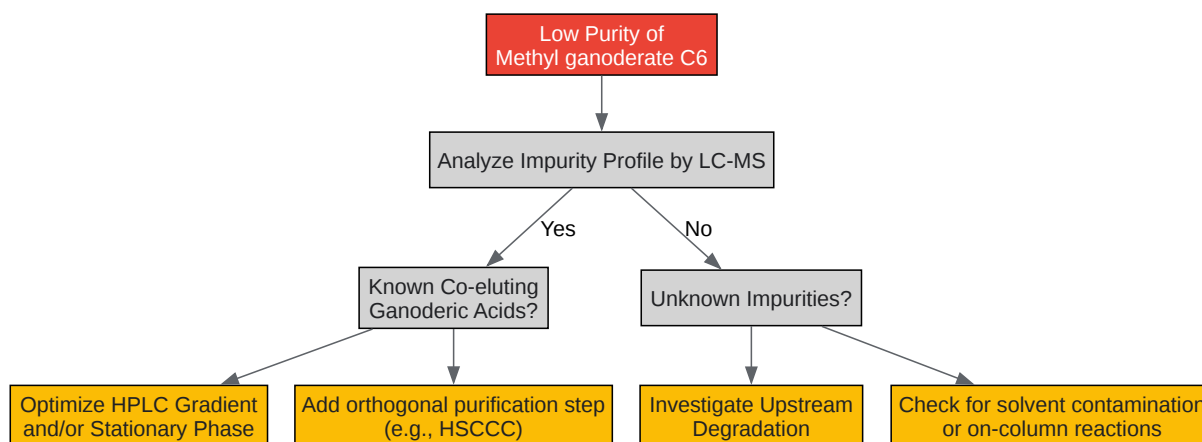 Low Purity of
Methyl ganoderate C6
Analyze Impurity Profile by LC-MS
Yes
No
Known Co-eluting
Ganoderic Acids?
Unknown Impurities?
Optimize HPLC Gradient
and/or Stationary Phase
Add orthogonal purification step
(e.g., HSCCC)
Investigate Upstream
Degradation
Check for solvent contamination
or on-column reactions